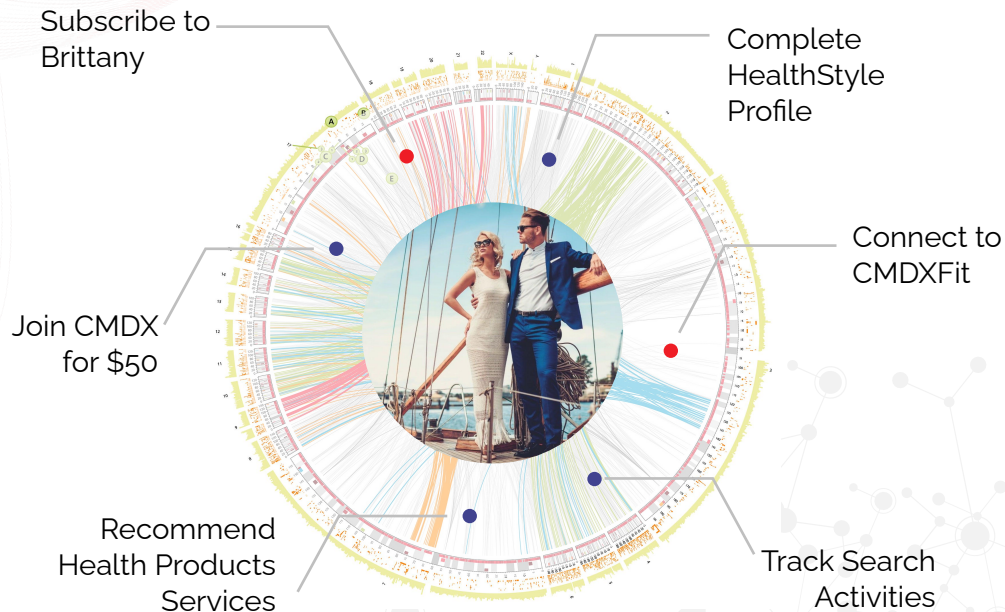 Subscribe to
Brittany
Complete
HealthStyle
Profile
A
B
C
D
E
Connect to
CMDXFit
Join CMDX
for $50
Recommend
Health Products
Services
Track Search
Activities